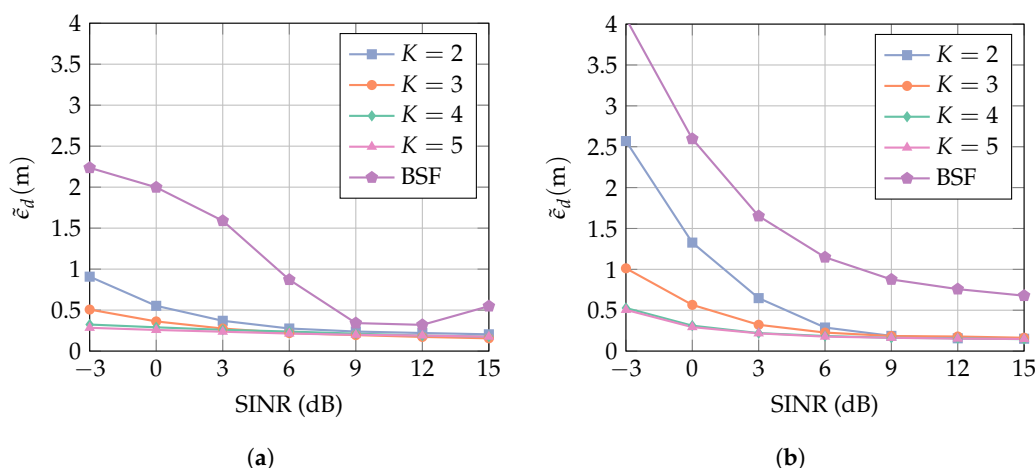 4
3.5
3
2.5
2
1.5
1
0.5
0
−3 0 3 6 9 12 15
ϵ̃_d(m)
SINR (dB)
K = 2
K = 3
K = 4
K = 5
BSF
(a)
4
3.5
3
2.5
2
1.5
1
0.5
0
−3 0 3 6 9 12 15
ϵ̃_d(m)
SINR (dB)
K = 2
K = 3
K = 4
K = 5
BSF
(b)